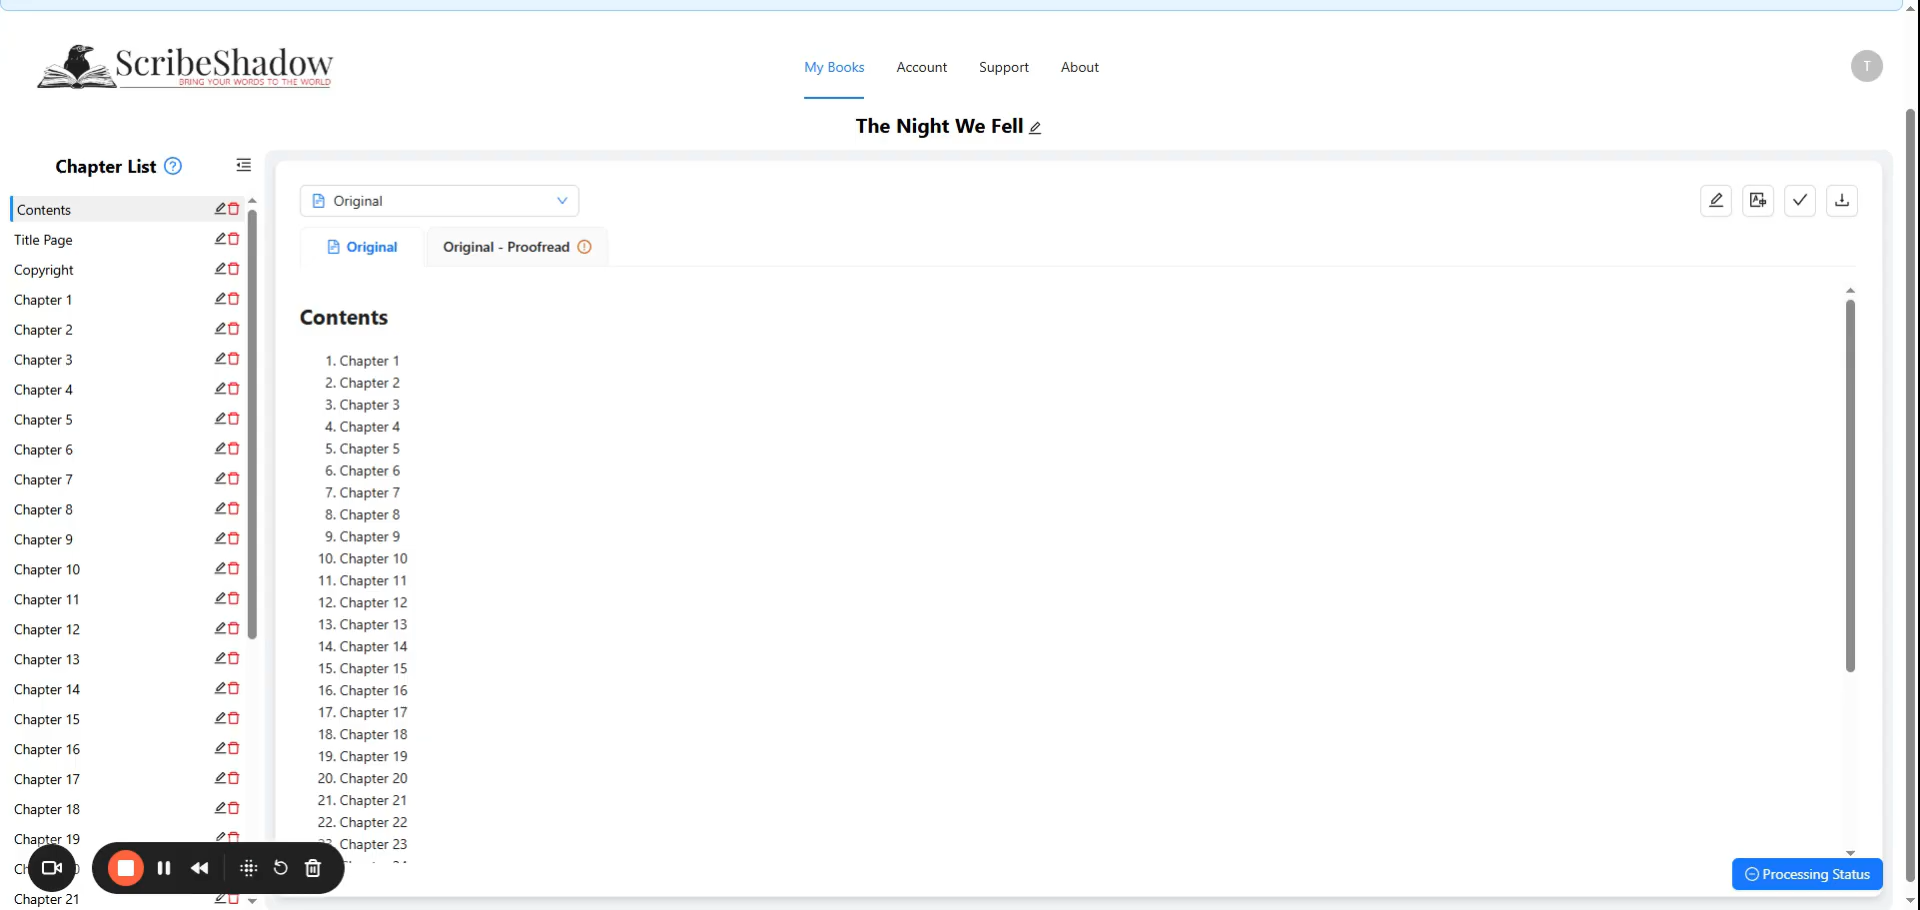 ScribeShadow
BRING YOUR WORDS TO THE WORLD
My Books
Account
Support
About
T
The Night We Fell
Chapter List
Contents
Title Page
Copyright
Chapter 1
Chapter 2
Chapter 3
Chapter 4
Chapter 5
Chapter 6
Chapter 7
Chapter 8
Chapter 9
Chapter 10
Chapter 11
Chapter 12
Chapter 13
Chapter 14
Chapter 15
Chapter 16
Chapter 17
Chapter 18
Chapter 19
Chapter 21
Original
Original
Original - Proofread
Contents
1. Chapter 1
2. Chapter 2
3. Chapter 3
4. Chapter 4
5. Chapter 5
6. Chapter 6
7. Chapter 7
8. Chapter 8
9. Chapter 9
10. Chapter 10
11. Chapter 11
12. Chapter 12
13. Chapter 13
14. Chapter 14
15. Chapter 15
16. Chapter 16
17. Chapter 17
18. Chapter 18
19. Chapter 19
20. Chapter 20
21. Chapter 21
22. Chapter 22
Chapter 23
Processing Status